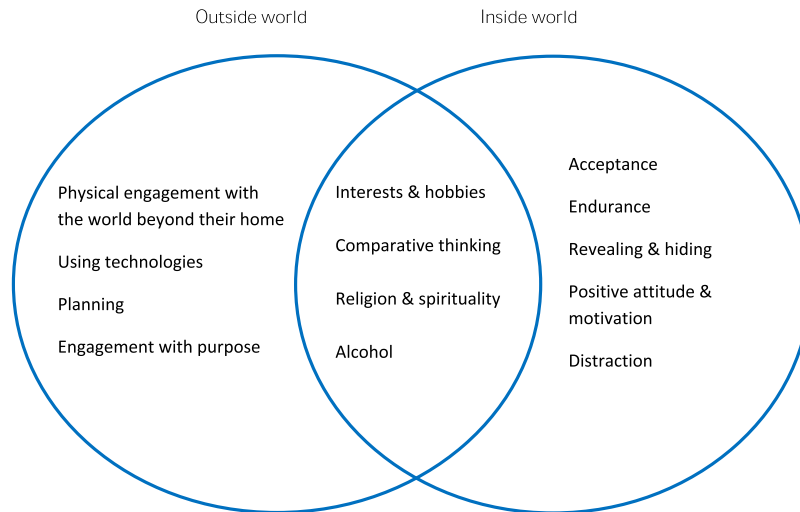 Outside world
Inside world
Physical engagement with
the world beyond their home
Using technologies
Planning
Engagement with purpose
Interests & hobbies
Comparative thinking
Religion & spirituality
Alcohol
Acceptance
Endurance
Revealing & hiding
Positive attitude &
motivation
Distraction